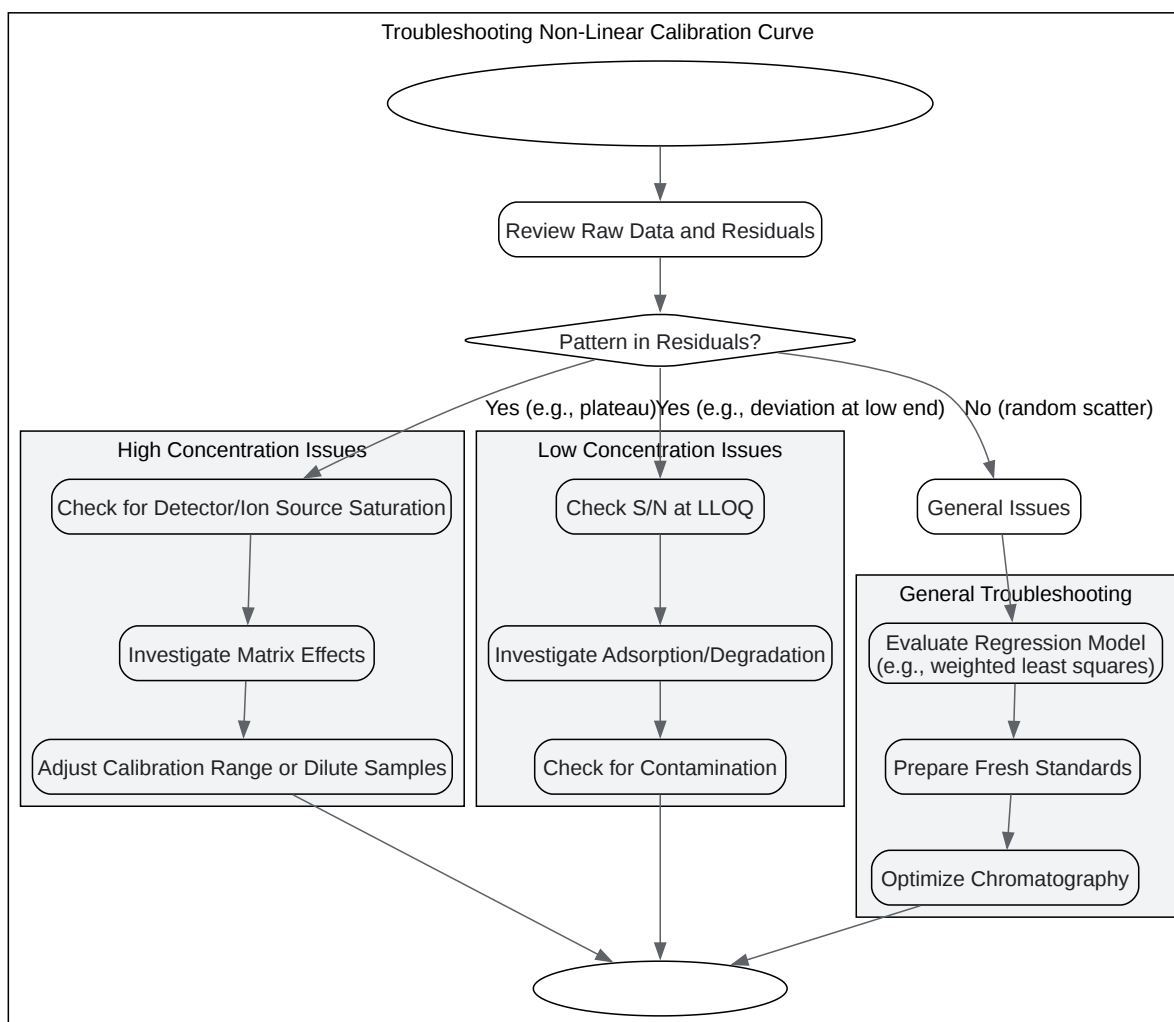 Troubleshooting Non-Linear Calibration Curve
Review Raw Data and Residuals
Pattern in Residuals?
Yes (e.g., plateau)
Yes (e.g., deviation at low end)
No (random scatter)
High Concentration Issues
Check for Detector/Ion Source Saturation
Investigate Matrix Effects
Adjust Calibration Range or Dilute Samples
Low Concentration Issues
Check S/N at LLOQ
Investigate Adsorption/Degradation
Check for Contamination
General Issues
General Troubleshooting
Evaluate Regression Model
(e.g., weighted least squares)
Prepare Fresh Standards
Optimize Chromatography